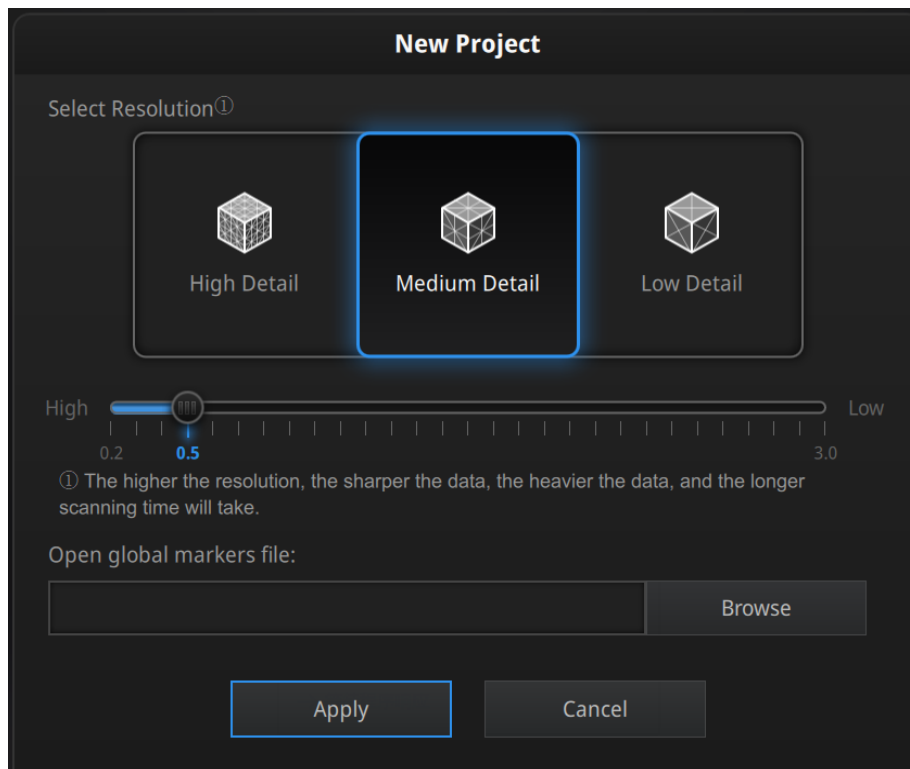 New Project
Select Resolution①
High Detail
Medium Detail
Low Detail
High
Low
0.2
0.5
3.0
① The higher the resolution, the sharper the data, the heavier the data, and the longer
scanning time will take.
Open global markers file:
Browse
Apply
Cancel